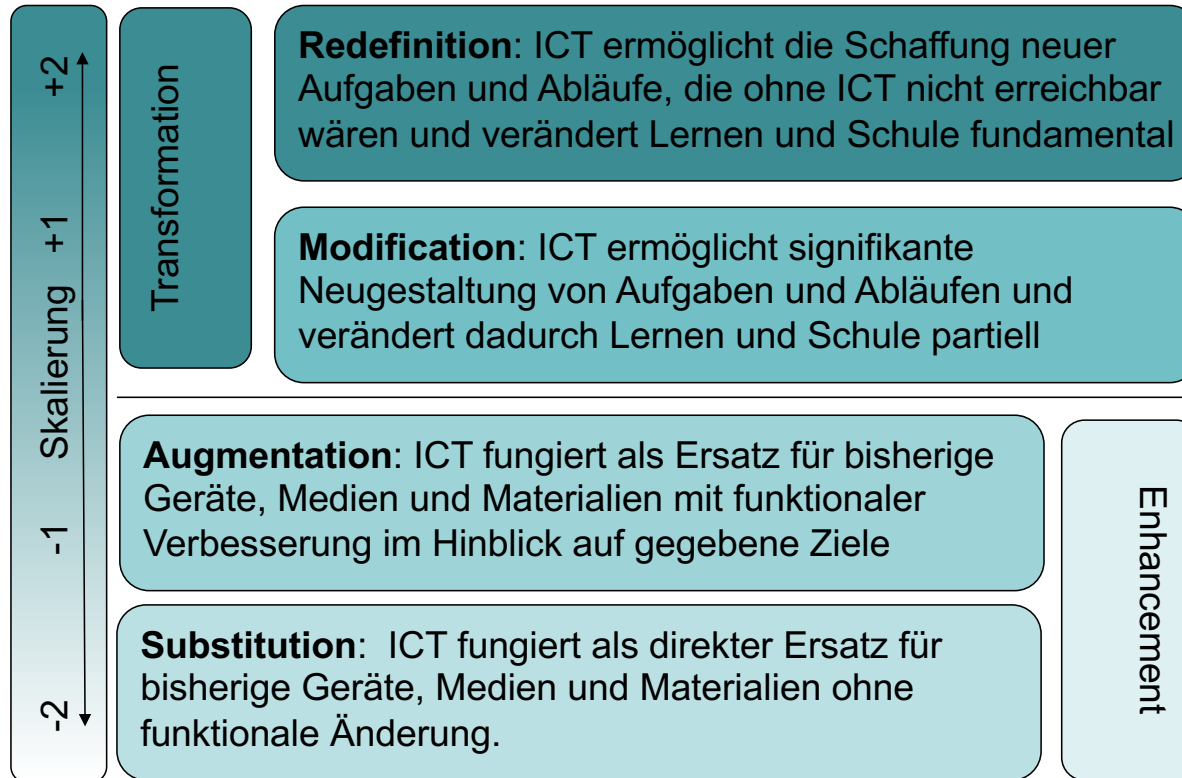 +2
Skalierung +1
-1
-2
Transformation
Redefinition: ICT ermöglicht die Schaffung neuer
Aufgaben und Abläufe, die ohne ICT nicht erreichbar
wären und verändert Lernen und Schule fundamental
Modification: ICT ermöglicht signifikante
Neugestaltung von Aufgaben und Abläufen und
verändert dadurch Lernen und Schule partiell
Augmentation: ICT fungiert als Ersatz für bisherige
Geräte, Medien und Materialien mit funktionaler
Verbesserung im Hinblick auf gegebene Ziele
Substitution: ICT fungiert als direkter Ersatz für
bisherige Geräte, Medien und Materialien ohne
funktionale Änderung.
Enhancement